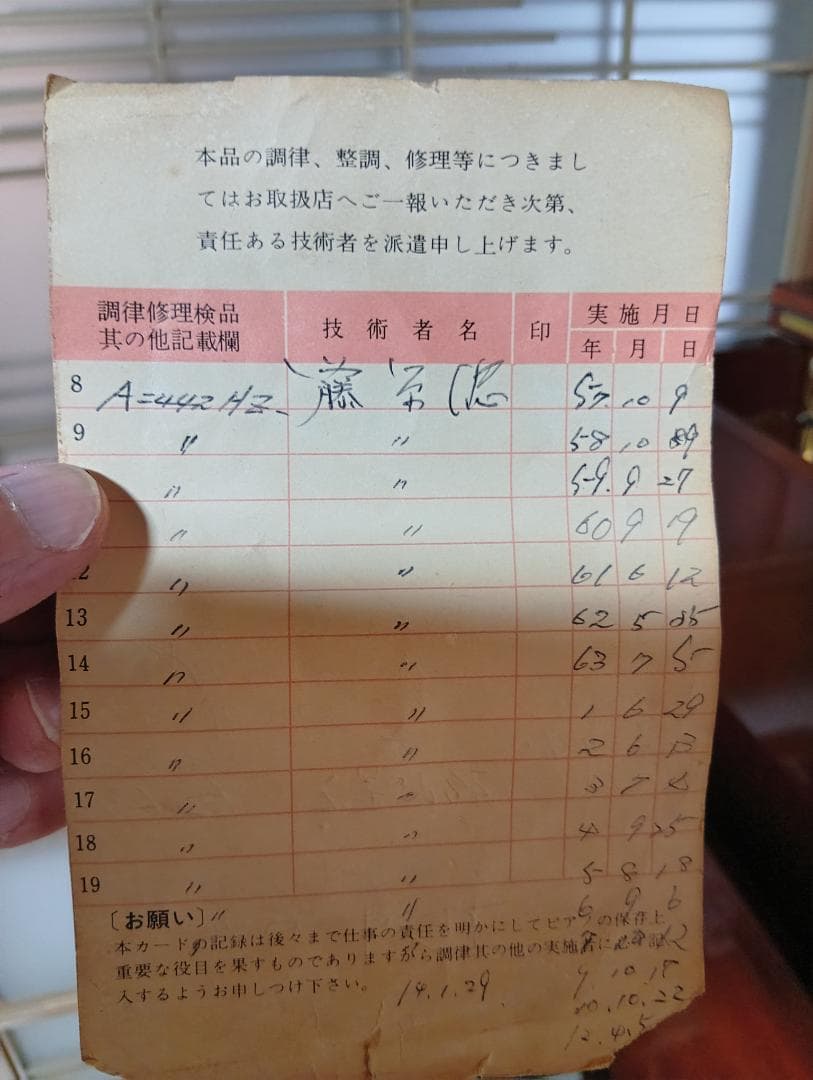 本品の調律、整調、修理等につきまし
てはお取扱店へご一報いただき次第、
責任ある技術者を派遣申し上げます。
調律修理検品 其の他記載欄 技術者名 印 実施月日
年 月 日
8 A=442HZ 藤 57. 10 9
9 〃 〃 58 10
〃 〃 59. 9 27
〃 〃 60 9 19
〃 〃 61 6 12
13 〃 〃 62 5
14 〃 〃 63 7 5
15 〃 〃 1 6 29
16 〃 〃 2 6 13
17 〃 〃 3 7
18 〃 〃 4 9 25
19 〃 〃 5 8 18
〔お願い〕 〃 〃 6 9 6
本カードの記録は後々まで仕事の責任を明かにしてピアノの保存上
重要な役目を果すものでありますから調律其の他の実施者に 記 12
入するようお申しつけ下さい。 14.1.29 9. 10. 18
10.22
12.4.5